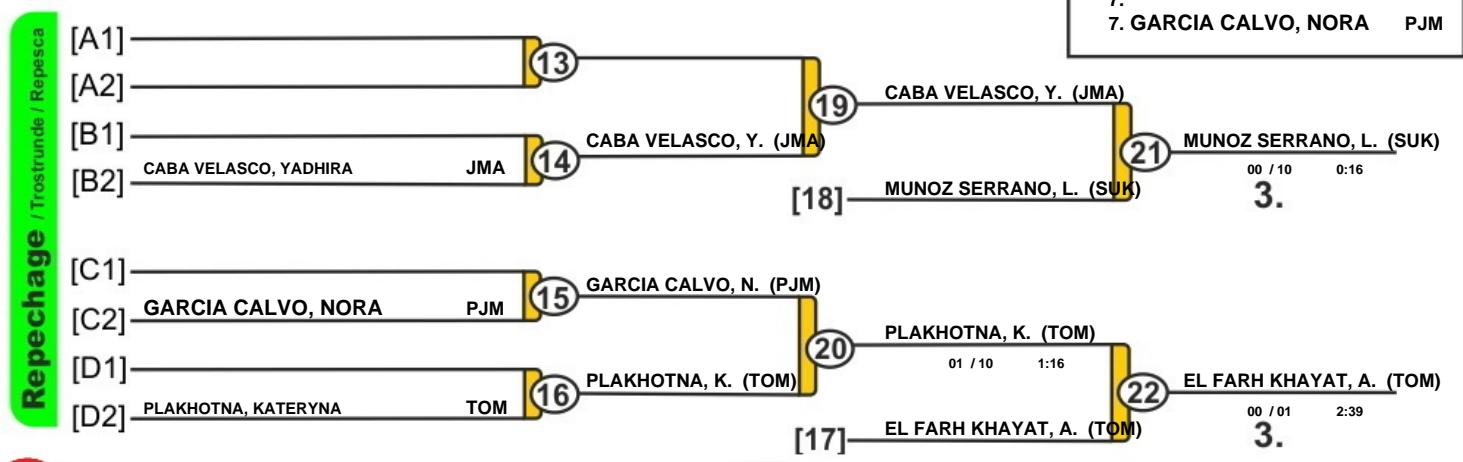 7.
7. GARCIA CALVO, NORA PJM
Repechage / Trostrunde / Repesca
[A1]
13
[A2]
19
CABA VELASCO, Y. (JMA)
[B1]
CABA VELASCO, Y. (JMA)
21
MUNOZ SERRANO, L. (SUK)
CABA VELASCO, YADHIRA JMA
14
00 / 10 0:16
[B2]
[18]
MUNOZ SERRANO, L. (SUK)
3.
[C1]
GARCIA CALVO, N. (PJM)
GARCIA CALVO, NORA PJM
15
[C2]
20
PLAKHOTNA, K. (TOM)
01 / 10 1:16
[D1]
PLAKHOTNA, K. (TOM)
22
EL FARH KHAYAT, A. (TOM)
PLAKHOTNA, KATERYNA TOM
16
00 / 01 2:39
[D2]
[17]
EL FARH KHAYAT, A. (TOM)
3.